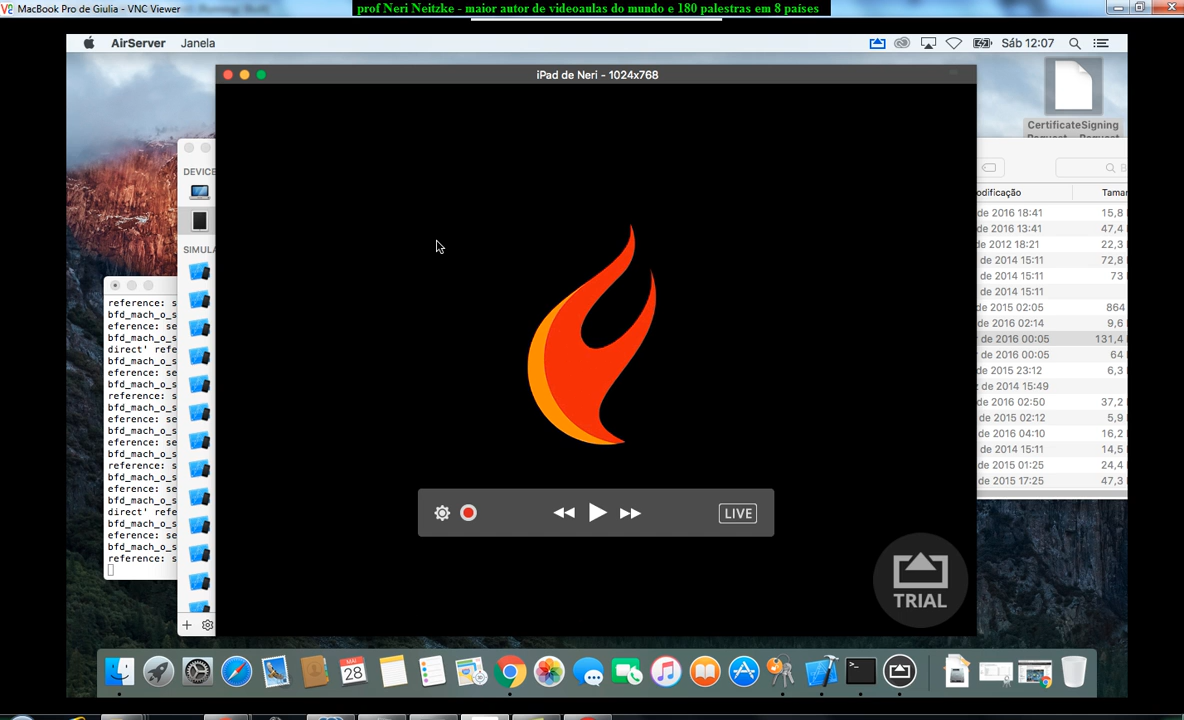 MacBook Pro de Giulia - VNC Viewer
prof Neri Neitzke - maior autor de videoaulas do mundo e 180 palestras em 8 países
AirServer Janela
Sáb 12:07
iPad de Neri - 1024x768
CertificateSigning
DEVICE
SIMULA
odificação Tamar
de 2016 18:41 15,8
de 2016 13:41 47,4
de 2012 18:21 22,3
de 2014 15:11 72,8
de 2014 15:11 73
de 2014 15:11
de 2015 02:05 864
de 2016 02:14 9,6
de 2016 00:05 131,4
de 2016 00:05 64
de 2015 23:12 6,3
de 2014 15:49
de 2016 02:50 37,2
de 2015 02:12 5,9
de 2016 04:10 16,2
de 2014 15:11 14,5
de 2015 01:25 24,4
de 2015 17:25 47,3
reference: s
bfd_mach_o_s
eference: se
bfd_mach_o_s
direct' refe
bfd_mach_o_s
eference: se
bfd_mach_o_s
reference: s
bfd_mach_o_s
eference: se
bfd_mach_o_s
eference: se
bfd_mach_o_s
reference: s
bfd_mach_o_s
eference: se
bfd_mach_o_s
direct' refe
bfd_mach_o_s
eference: se
bfd_mach_o_s
reference: s
LIVE
TRIAL
MAI
28